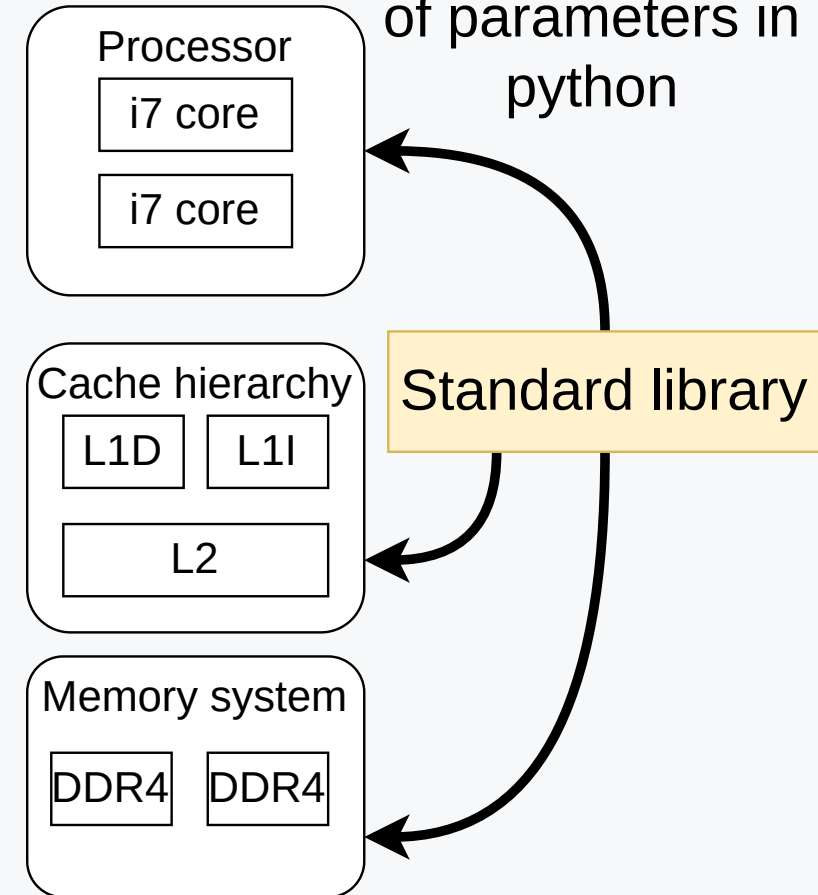 of parameters in
python
Processor
i7 core
i7 core
Standard library
Cache hierarchy
L1D L1I
L2
Memory system
DDR4 DDR4